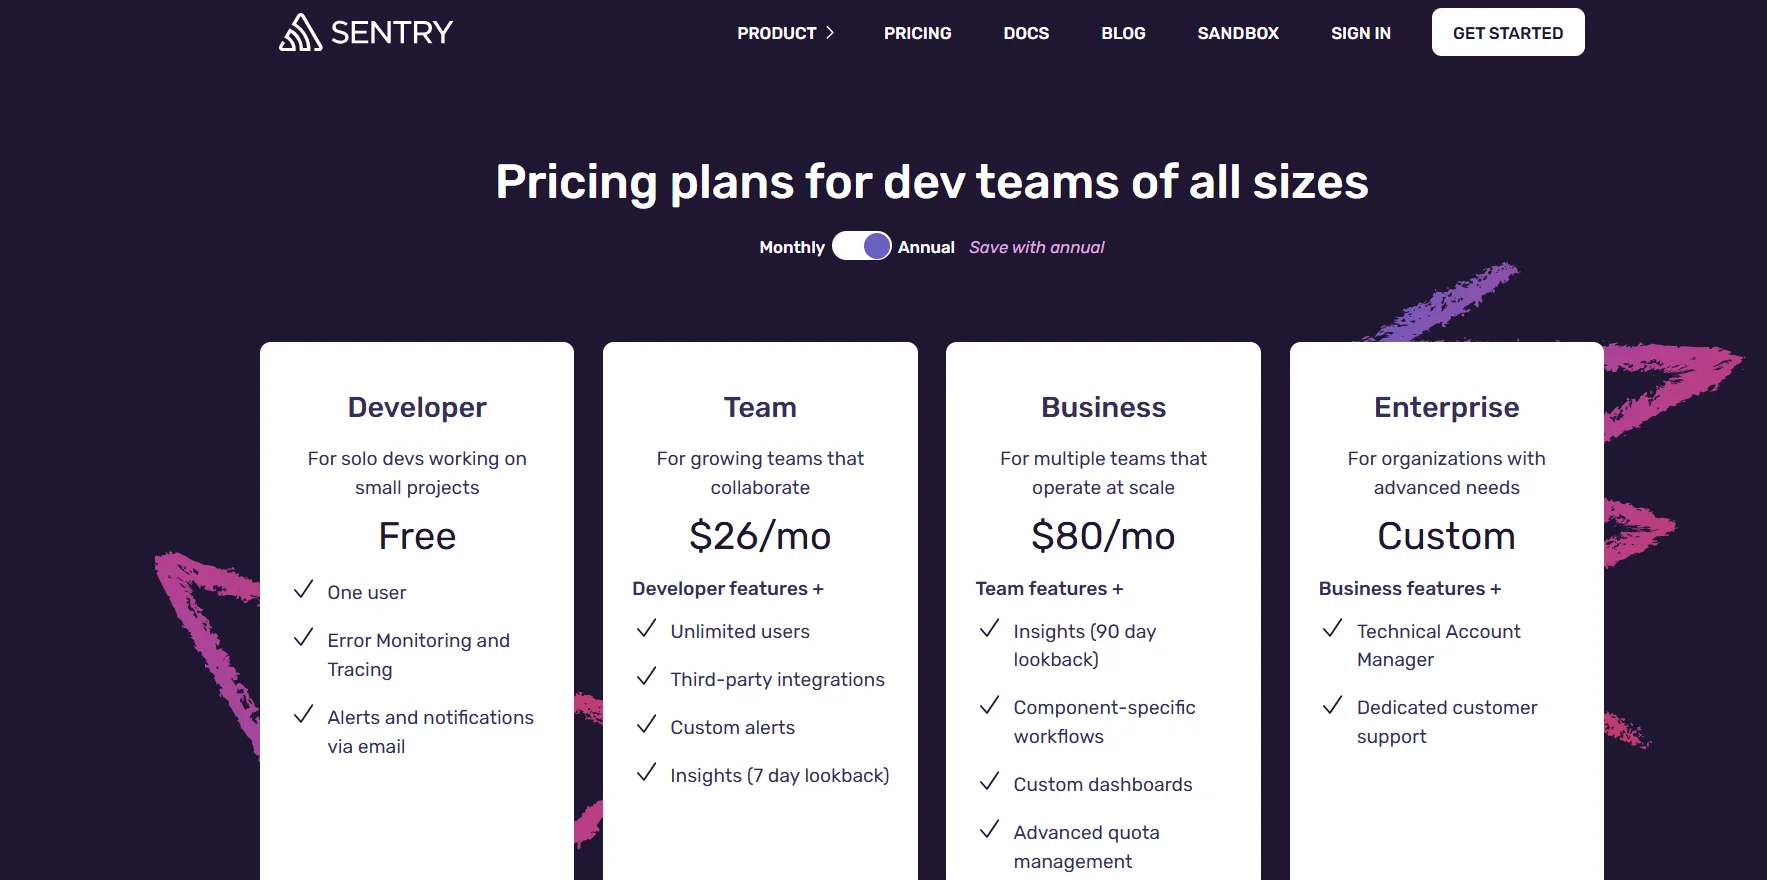 SENTRY
PRODUCT
PRICING
DOCS
BLOG
SANDBOX
SIGN IN
GET STARTED
Pricing plans for dev teams of all sizes
Monthly
Annual
Save with annual
Developer
For solo devs working on
small projects
Free
One user
Error Monitoring and
Tracing
Alerts and notifications
via email
Team
For growing teams that
collaborate
$26/mo
Developer features +
Unlimited users
Third-party integrations
Custom alerts
Insights (7 day lookback)
Business
For multiple teams that
operate at scale
$80/mo
Team features +
Insights (90 day
lookback)
Component-specific
workflows
Custom dashboards
Advanced quota
management
Enterprise
For organizations with
advanced needs
Custom
Business features +
Technical Account
Manager
Dedicated customer
support